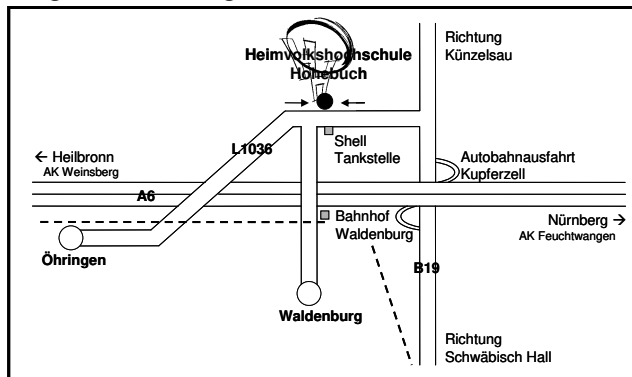 Heimvolkshochschule
Hohebuch
Richtung
Künzelsau
L1036
Shell
Tankstelle
← Heilbronn
AK Weinsberg
Autobahnausfahrt
Kupferzell
A6
Bahnhof
Waldenburg
Nürnberg →
AK Feuchtwangen
Öhringen
B19
Waldenburg
Richtung
Schwäbisch Hall